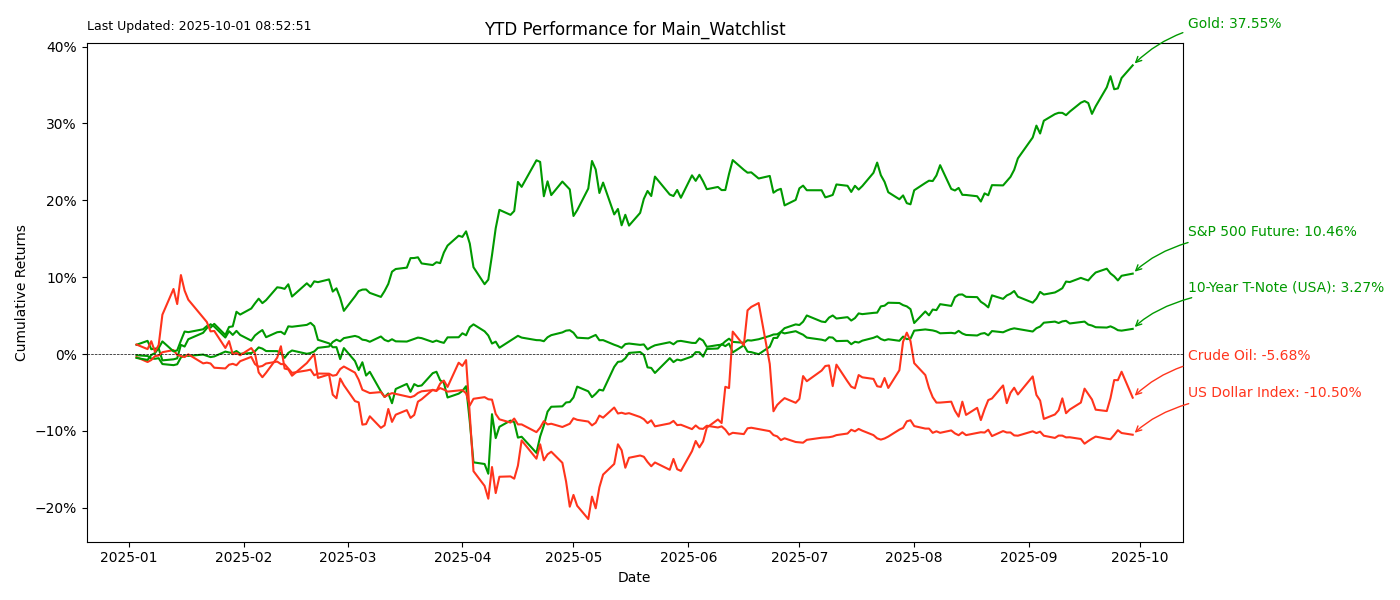 Last Updated: 2025-10-01 08:52:51
YTD Performance for Main_Watchlist
Gold: 37.55%
S&P 500 Future: 10.46%
10-Year T-Note (USA): 3.27%
Crude Oil: -5.68%
US Dollar Index: -10.50%
Cumulative Returns
40%
30%
20%
10%
0%
−10%
−20%
2025-01 2025-02 2025-03 2025-04 2025-05 2025-06 2025-07 2025-08 2025-09 2025-10
Date